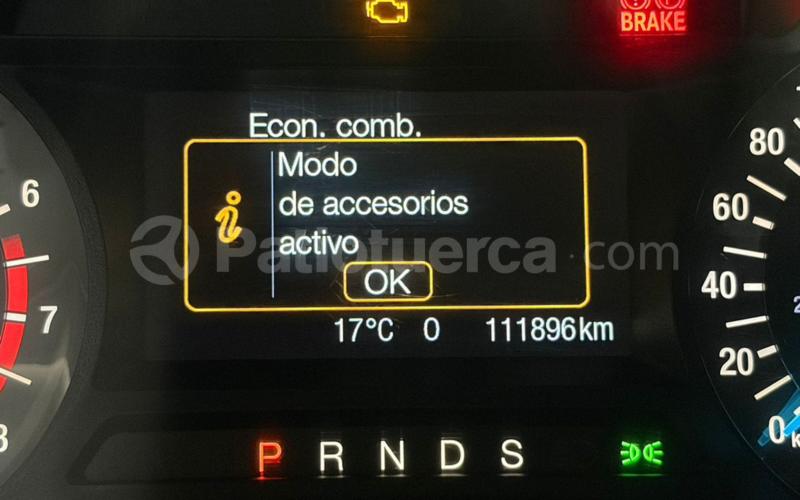 BRAKE
Econ. comb.
Modo
de accesorios
activo
OK
Patiotuerca.com
17°C 0 111896km
P R N D S
6
7
8
80
60
40
20
0